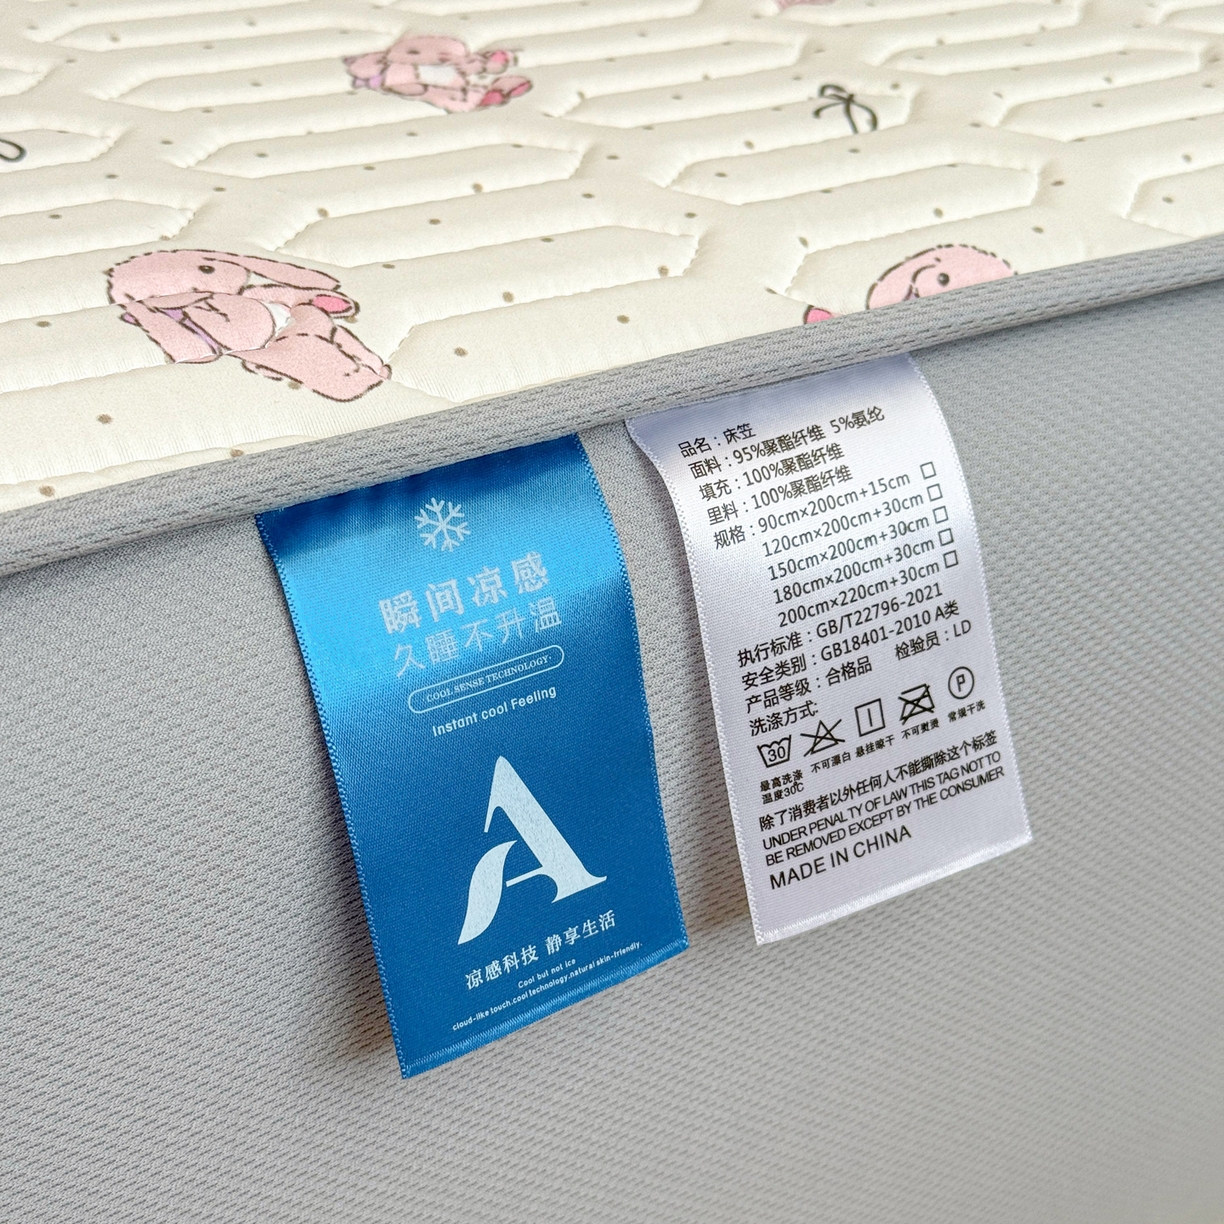 瞬间凉感
久睡不升温
COOL SENSE TECHNOLOGY·
Instant cool Feeling
A
凉感科技 静享生活
Cool but not ice
cloud-like touch.cool technology.natural skin-friendly.
品名：床笠
面料：95%聚酯纤维 5%氨纶
填充：100%聚酯纤维
里料：100%聚酯纤维
规格：90cm×200cm+15cm □
120cm×200cm+30cm □
150cm×200cm+30cm □
180cm×200cm+30cm □
200cm×220cm+30cm □
执行标准：GB/T22796-2021
安全类别：GB18401-2010 A类
产品等级：合格品 检验员：LD
洗涤方式:
30 P
最高洗涤温度30℃ 不可漂白 悬挂晾干 不可熨烫 常规干洗
除了消费者以外任何人不能撕除这个标签
UNDER PENAL TY OF LAW THIS TAG NOT TO
BE REMOVED EXCEPT BY THE CONSUMER
MADE IN CHINA